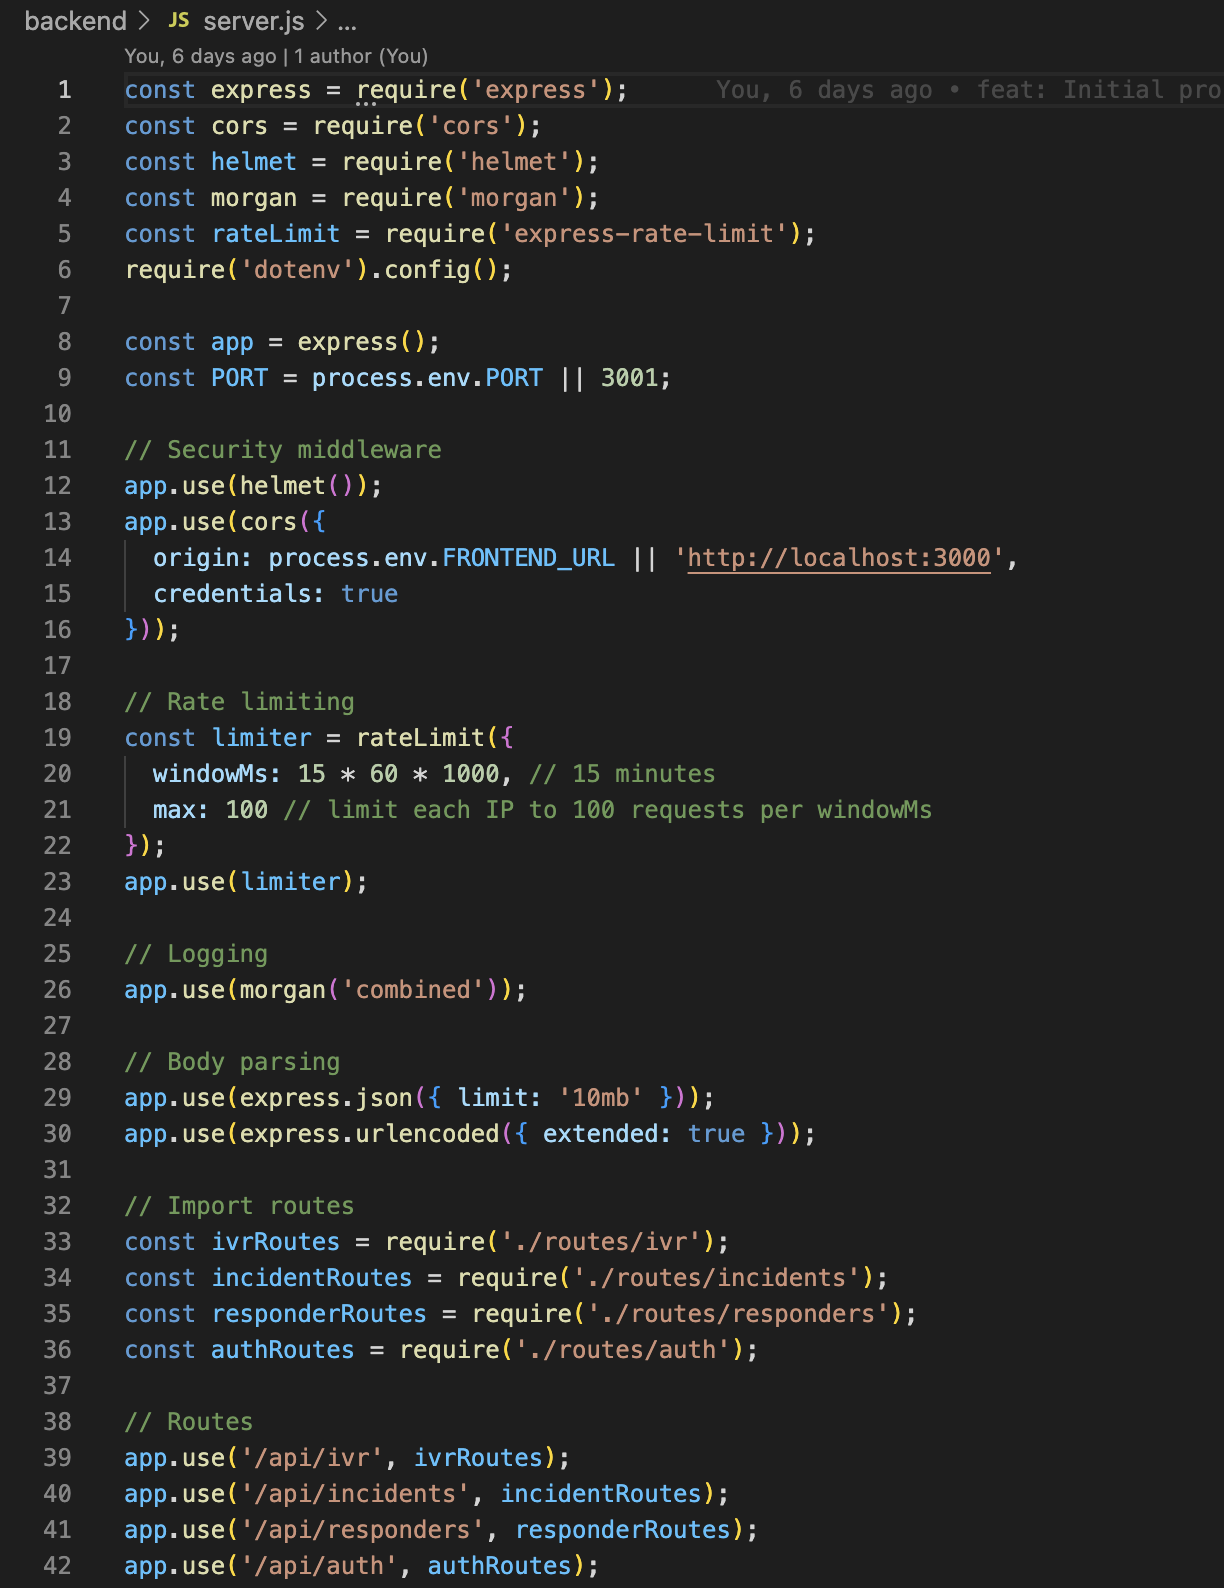 backend > JS server.js > ...
You, 6 days ago | 1 author (You)
1 const express = require('express'); You, 6 days ago • feat: Initial pro
2 const cors = require('cors');
3 const helmet = require('helmet');
4 const morgan = require('morgan');
5 const rateLimit = require('express-rate-limit');
6 require('dotenv').config();
7
8 const app = express();
9 const PORT = process.env.PORT || 3001;
10
11 // Security middleware
12 app.use(helmet());
13 app.use(cors({
14   origin: process.env.FRONTEND_URL || 'http://localhost:3000',
15   credentials: true
16 }));
17
18 // Rate limiting
19 const limiter = rateLimit({
20   windowMs: 15 * 60 * 1000, // 15 minutes
21   max: 100 // limit each IP to 100 requests per windowMs
22 });
23 app.use(limiter);
24
25 // Logging
26 app.use(morgan('combined'));
27
28 // Body parsing
29 app.use(express.json({ limit: '10mb' }));
30 app.use(express.urlencoded({ extended: true }));
31
32 // Import routes
33 const ivrRoutes = require('./routes/ivr');
34 const incidentRoutes = require('./routes/incidents');
35 const responderRoutes = require('./routes/responders');
36 const authRoutes = require('./routes/auth');
37
38 // Routes
39 app.use('/api/ivr', ivrRoutes);
40 app.use('/api/incidents', incidentRoutes);
41 app.use('/api/responders', responderRoutes);
42 app.use('/api/auth', authRoutes);